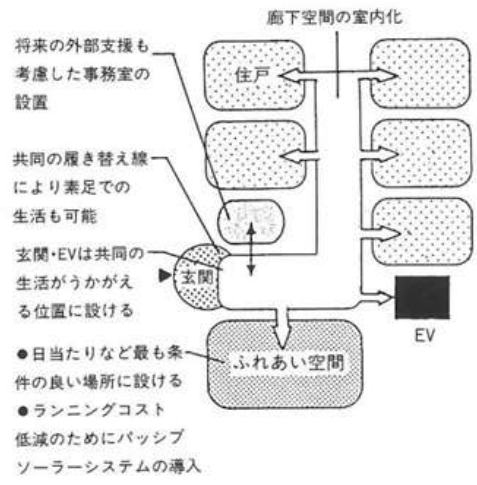 廊下空間の室内化
将来の外部支援も
考慮した事務室の
設置
住戸
共同の履き替え線
により素足での
生活も可能
玄関・EVは共同の
生活がうかがえ
る位置に設ける
玄関
EV
ふれあい空間
●日当たりなど最も条
件の良い場所に設ける
●ランニングコスト
低減のためにパッシブ
ソーラーシステムの導入